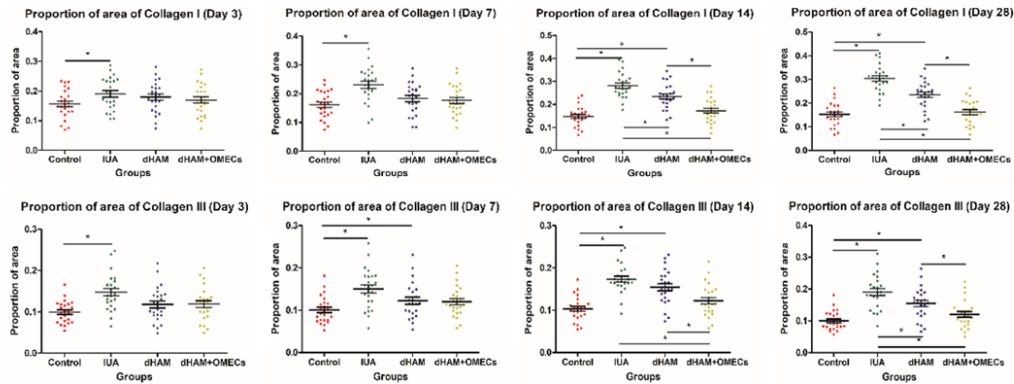 Proportion of area of Collagen I (Day 3)
Proportion of area
0.4
0.3
0.2
0.1
0.0
*
Control IUA dHAM dHAM+OMECs
Groups
Proportion of area of Collagen I (Day 7)
Proportion of area
0.4
0.3
0.2
0.1
0.0
*
Control IUA dHAM dHAM+OMECs
Groups
Proportion of area of Collagen I (Day 14)
Proportion of area
0.5
0.4
0.3
0.2
0.1
0.0
*
*
*
*
*
Control IUA dHAM dHAM+OMECs
Groups
Proportion of area of Collagen I (Day 28)
Proportion of area
0.5
0.4
0.3
0.2
0.1
0.0
*
*
*
*
*
Control IUA dHAM dHAM+OMECs
Groups
Proportion of area of Collagen III (Day 3)
Proportion of area
0.3
0.2
0.1
0.0
*
Control IUA dHAM dHAM+OMECs
Groups
Proportion of area of Collagen III (Day 7)
Proportion of area
0.3
0.2
0.1
0.0
*
*
Control IUA dHAM dHAM+OMECs
Groups
Proportion of area of Collagen III (Day 14)
Proportion of area
0.3
0.2
0.1
0.0
*
*
*
*
Control IUA dHAM dHAM+OMECs
Groups
Proportion of area of Collagen III (Day 28)
Proportion of area
0.4
0.3
0.2
0.1
0.0
*
*
*
*
*
Control IUA dHAM dHAM+OMECs
Groups